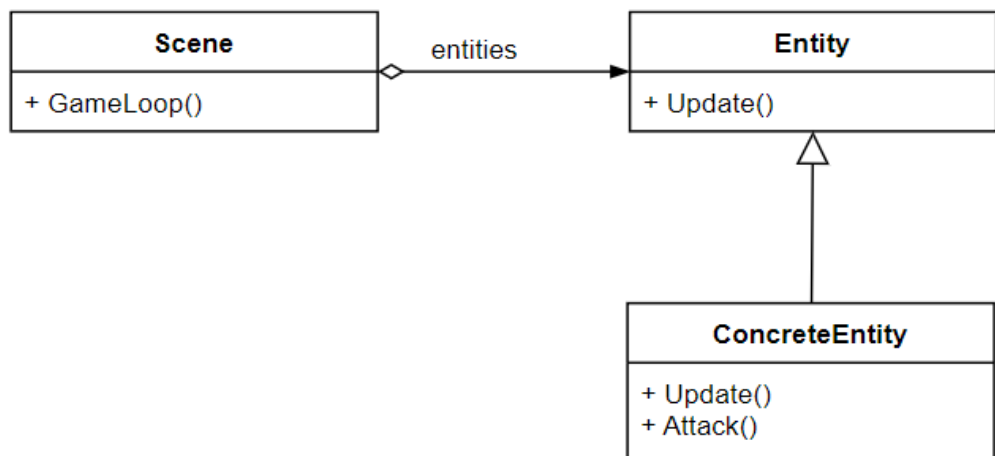 Scene
+ GameLoop()
entities
Entity
+ Update()
ConcreteEntity
+ Update()
+ Attack()